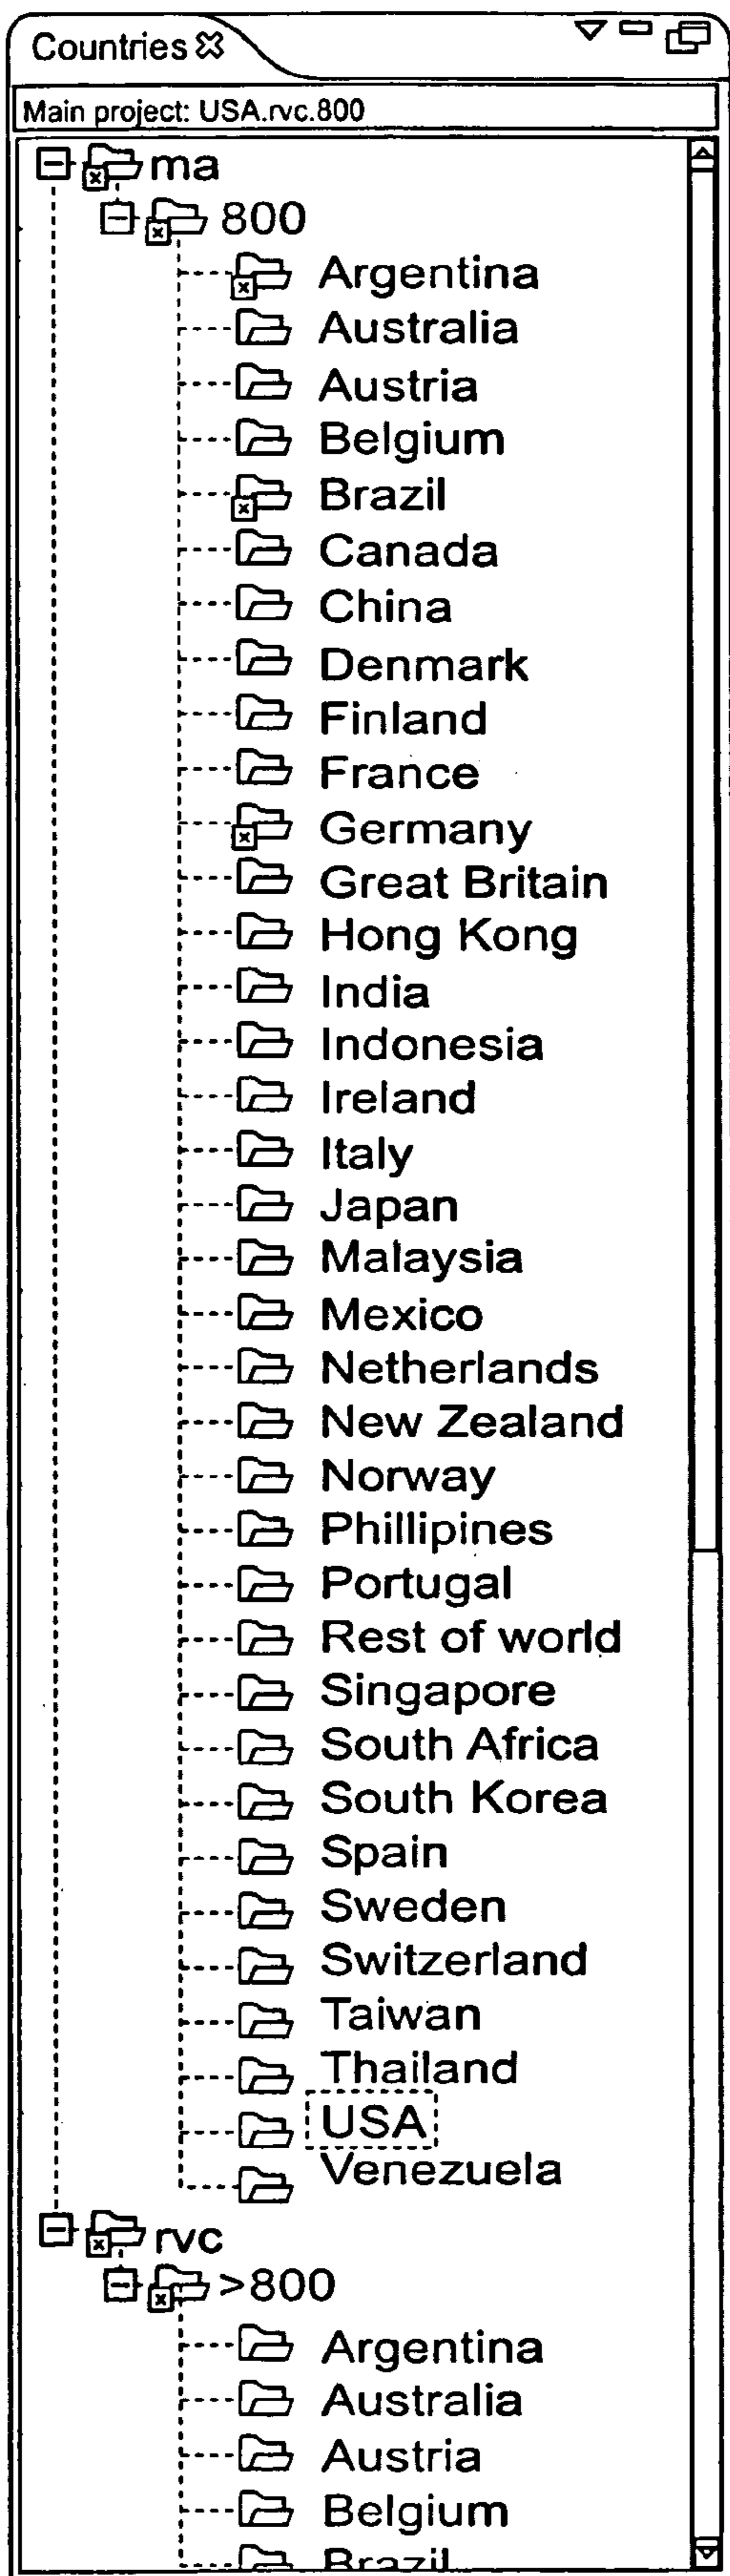 Countries
Main project: USA.rvc.800
ma
800
Argentina
Australia
Austria
Belgium
Brazil
Canada
China
Denmark
Finland
France
Germany
Great Britain
Hong Kong
India
Indonesia
Ireland
Italy
Japan
Malaysia
Mexico
Netherlands
New Zealand
Norway
Phillipines
Portugal
Rest of world
Singapore
South Africa
South Korea
Spain
Sweden
Switzerland
Taiwan
Thailand
USA
Venezuela
rvc
>800
Argentina
Australia
Austria
Belgium
Brazil